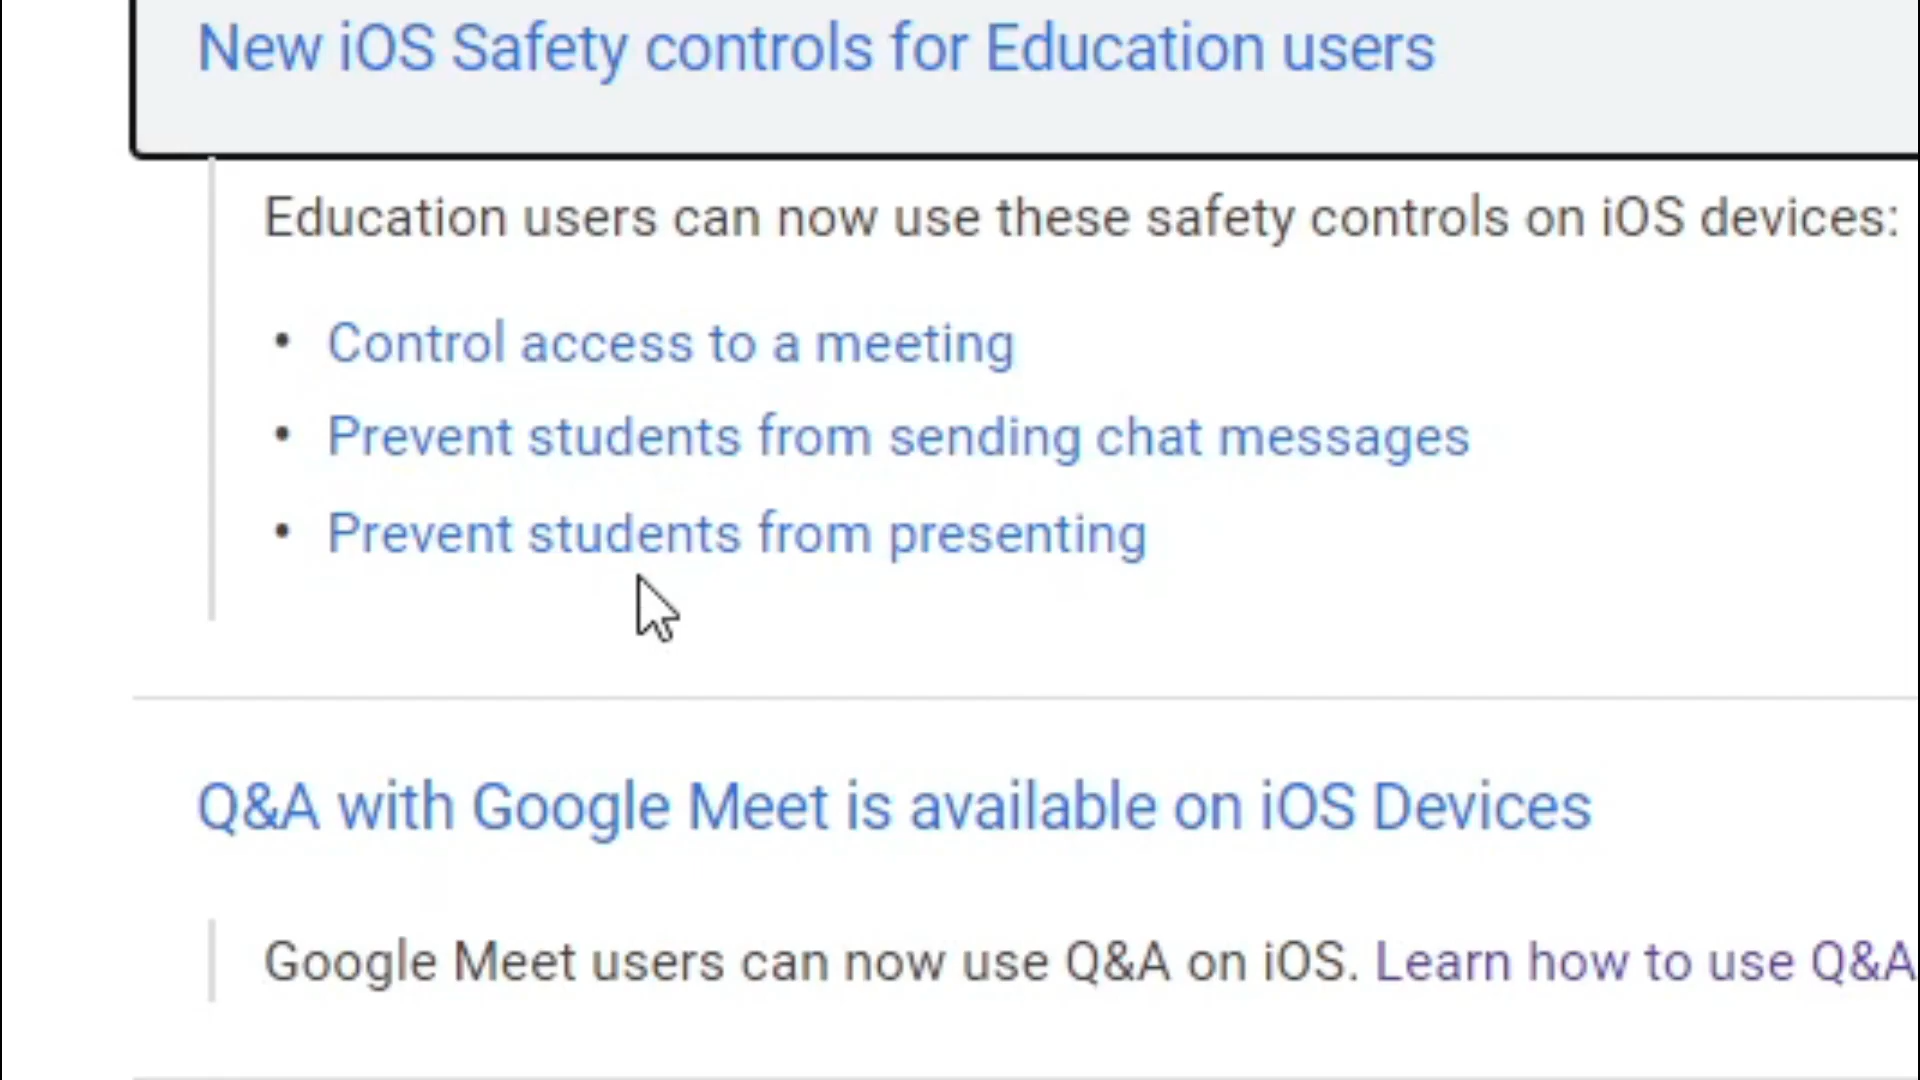 New iOS Safety controls for Education users
Education users can now use these safety controls on iOS devices:
• Control access to a meeting
• Prevent students from sending chat messages
• Prevent students from presenting
Q&A with Google Meet is available on iOS Devices
Google Meet users can now use Q&A on iOS. Learn how to use Q&A